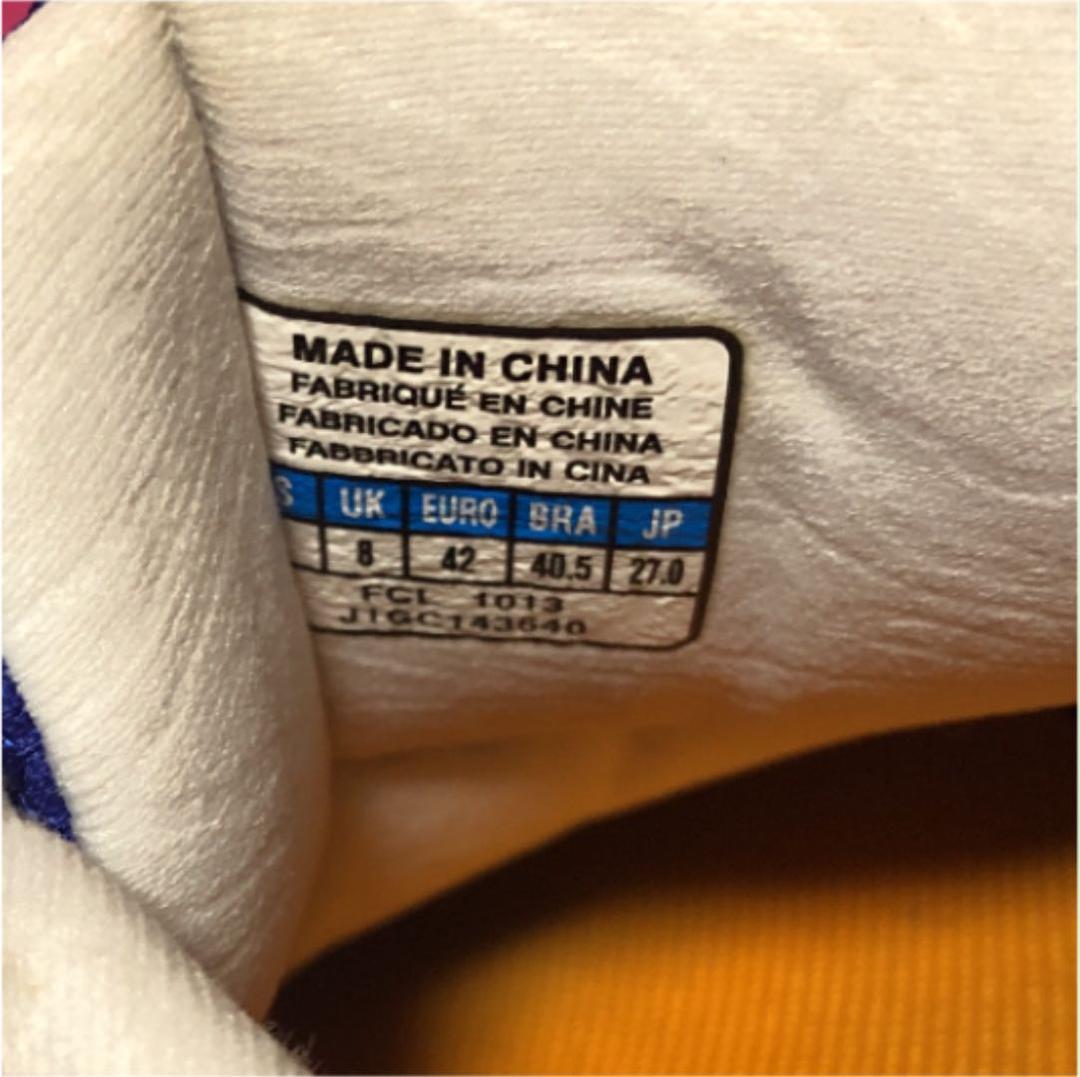 MADE IN CHINA
FABRIQUÉ EN CHINE
FABRICADO EN CHINA
FABBRICATO IN CINA
S UK EURO BRA JP
8 42 40.5 27.0
FCL 1013
J1GC143640